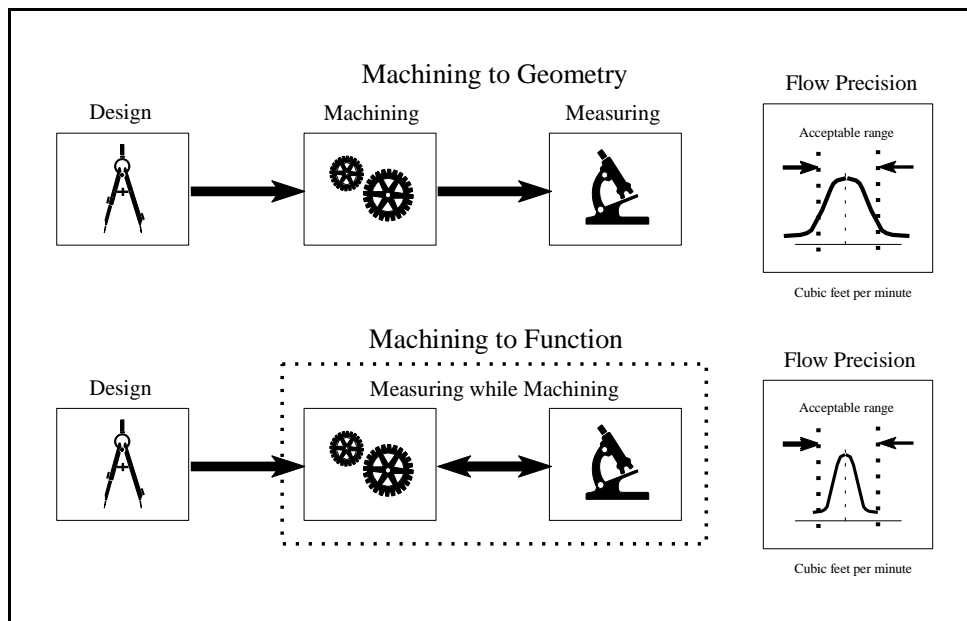 Machining to Geometry
Flow Precision
Design
Machining
Measuring
Acceptable range
Cubic feet per minute
Machining to Function
Flow Precision
Design
Measuring while Machining
Acceptable range
Cubic feet per minute